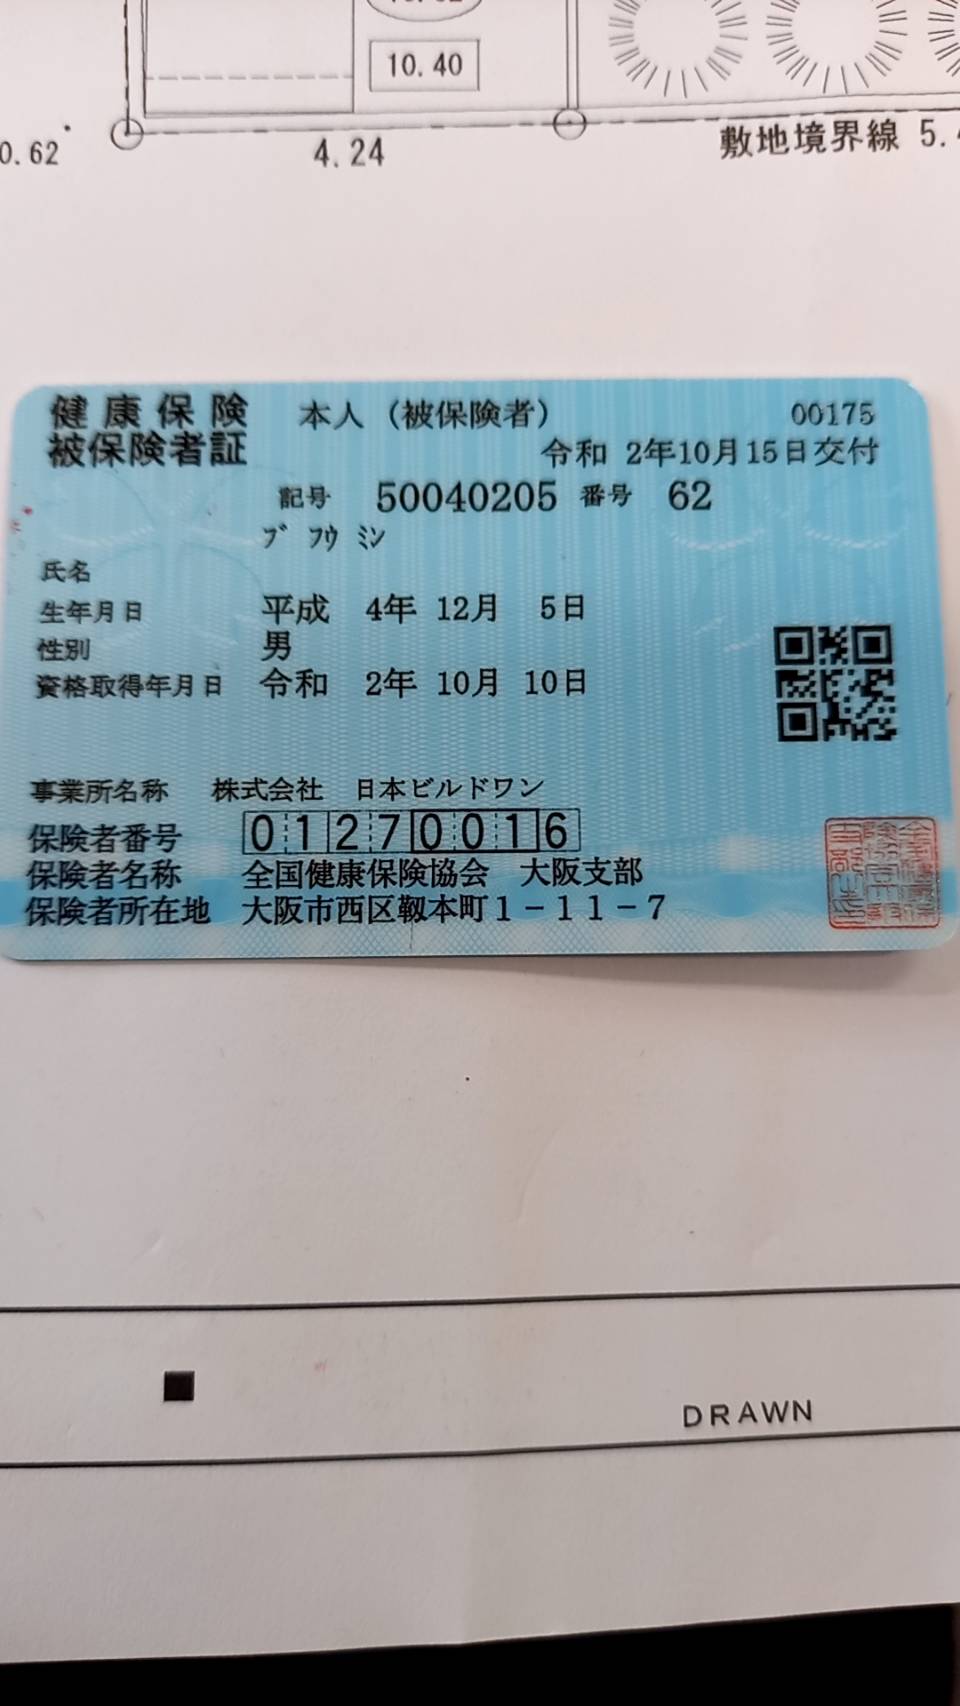 10.40
0.62
4.24
敷地境界線 5.
健康保険
被保険者証
本人（被保険者）
00175
令和 2年10月15日交付
記号 50040205 番号 62
ﾌﾞ ﾌｳ ﾐﾝ
氏名
生年月日 平成 4年 12月 5日
性別 男
資格取得年月日 令和 2年 10月 10日
事業所名称 株式会社 日本ビルドワン
保険者番号 01270016
保険者名称 全国健康保険協会 大阪支部
保険者所在地 大阪市西区靱本町1－11－7
DRAWN